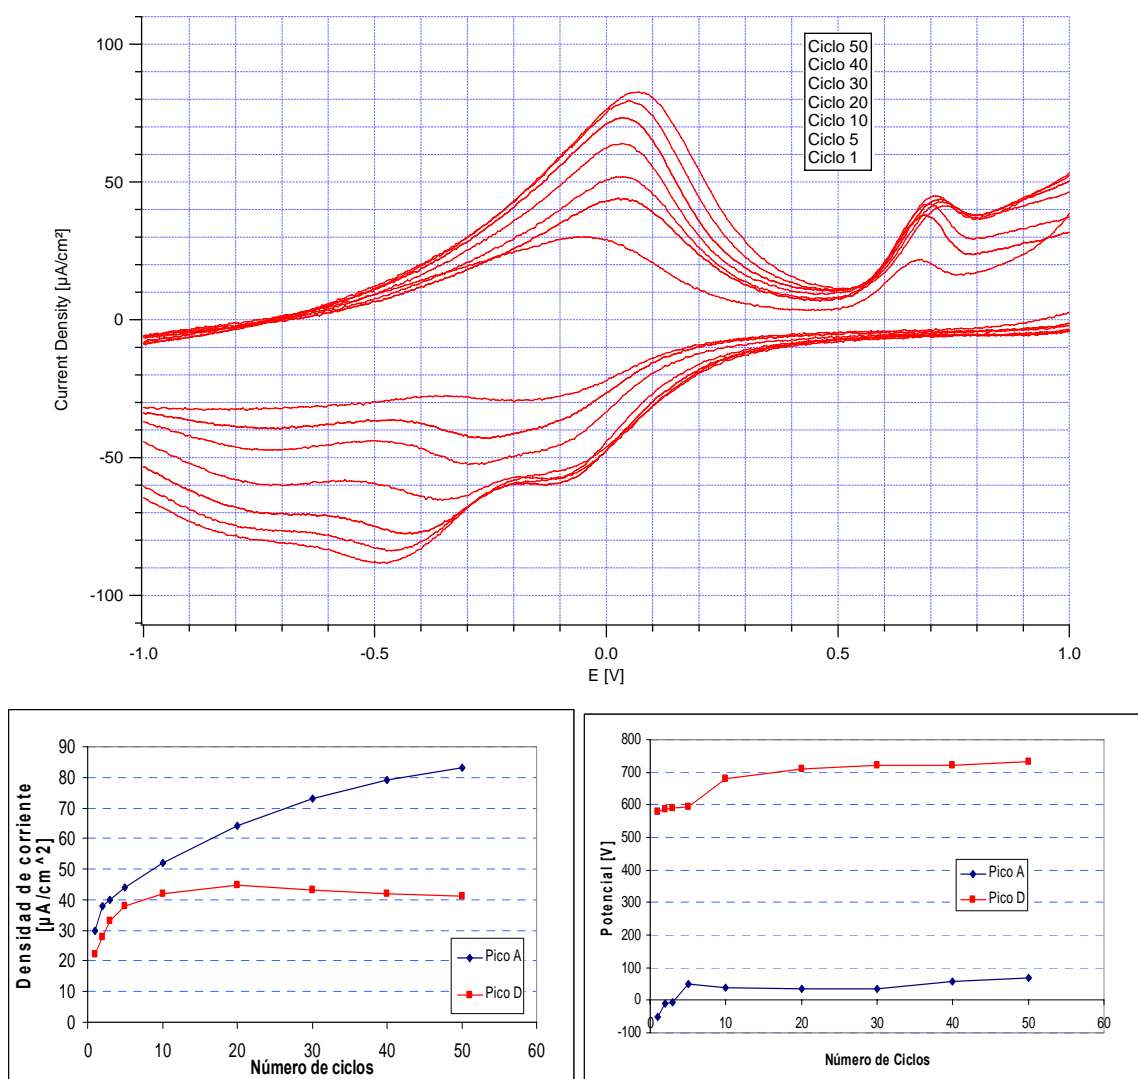 100
50
0
-50
-100
Current Density [µA/cm²]
-1.0
-0.5
0.0
0.5
1.0
E [V]
Ciclo 50
Ciclo 40
Ciclo 30
Ciclo 20
Ciclo 10
Ciclo 5
Ciclo 1
90
80
70
60
50
40
30
20
10
0
Densidad de corriente
[µA/cm^2]
0
10
20
30
40
50
60
Número de ciclos
Pico A
Pico D
800
700
600
500
400
300
200
100
0
-100
Potencial [V]
0
10
20
30
40
50
60
Número de Ciclos
Pico A
Pico D